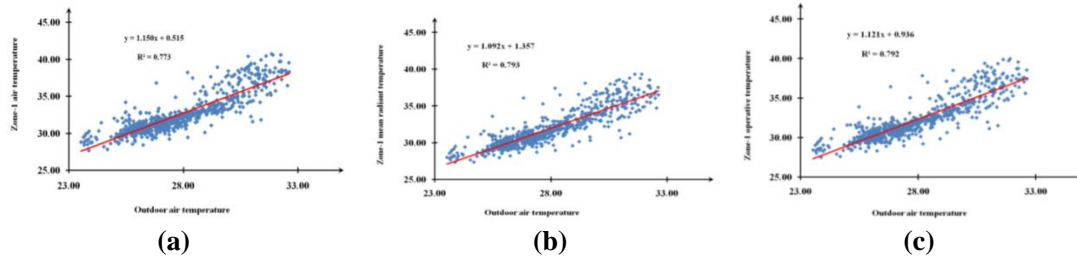 45.00
40.00
35.00
30.00
25.00
23.00 28.00 33.00
y = 1.150x + 0.515
R² = 0.773
Zone-1 air temperature
Outdoor air temperature
(a)
45.00
40.00
35.00
30.00
25.00
23.00 28.00 33.00
y = 1.092x + 1.357
R² = 0.793
Zone-1 mean radiant temperature
Outdoor air temperature
(b)
45.00
40.00
35.00
30.00
25.00
23.00 28.00 33.00
y = 1.121x + 0.936
R² = 0.792
Zone-1 operative temperature
Outdoor air temperature
(c)